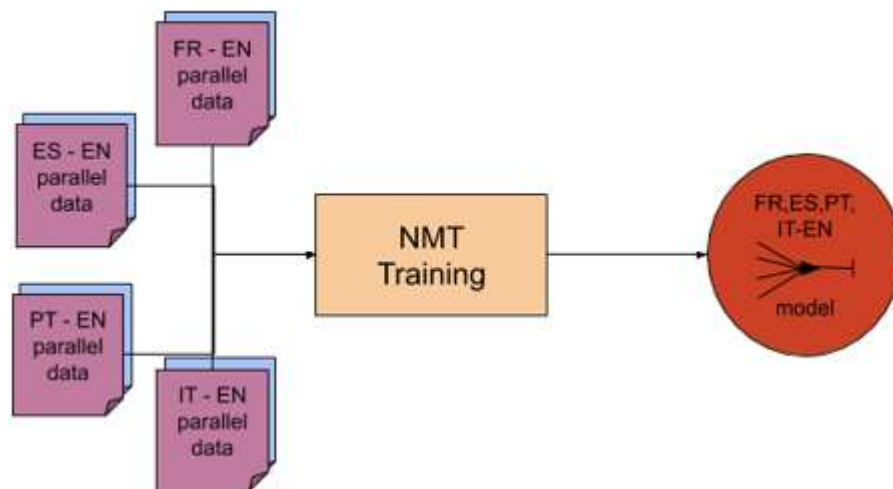 FR - EN
parallel
data
ES - EN
parallel
data
PT - EN
parallel
data
IT - EN
parallel
data
NMT
Training
FR,ES,PT,
IT-EN
model